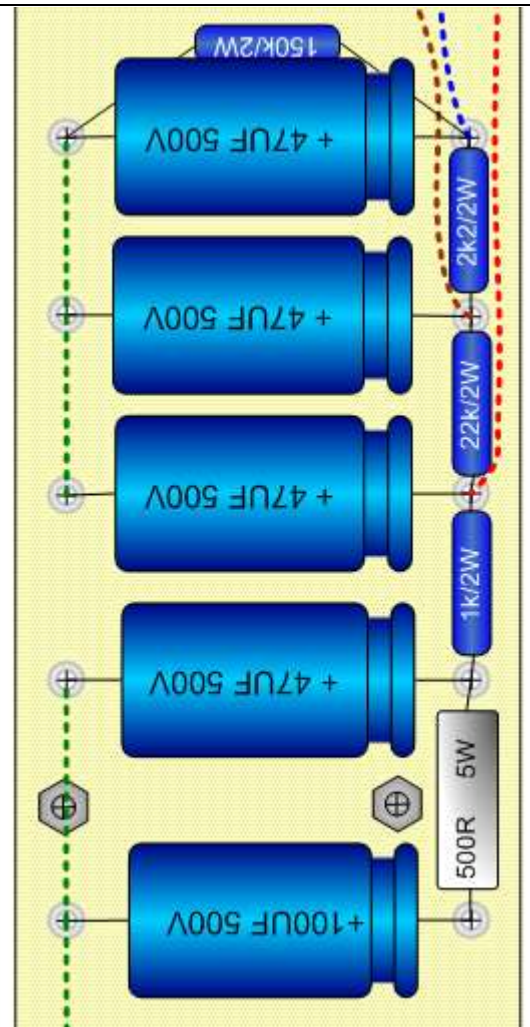 150k/2W
+ 47UF 500V
2k2/2W
+ 47UF 500V
22k/2W
+ 47UF 500V
1k/2W
+ 47UF 500V
500R 5W
+100UF 500V